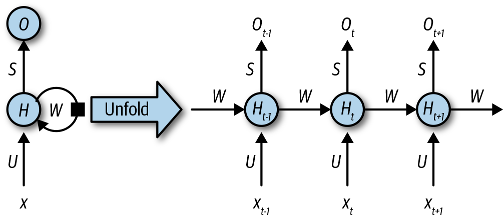 O O t-1 O t O t+1
S S S S
H W Unfold W H t-1 W H t W H t+1 W
U U U U
x x t-1 x t x t+1